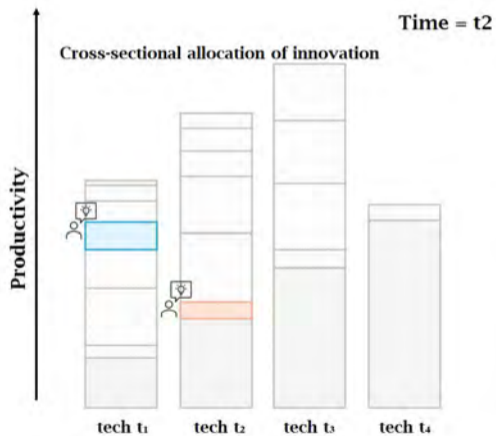 Time = t2
Cross-sectional allocation of innovation
Productivity
tech t₁
tech t₂
tech t₃
tech t₄